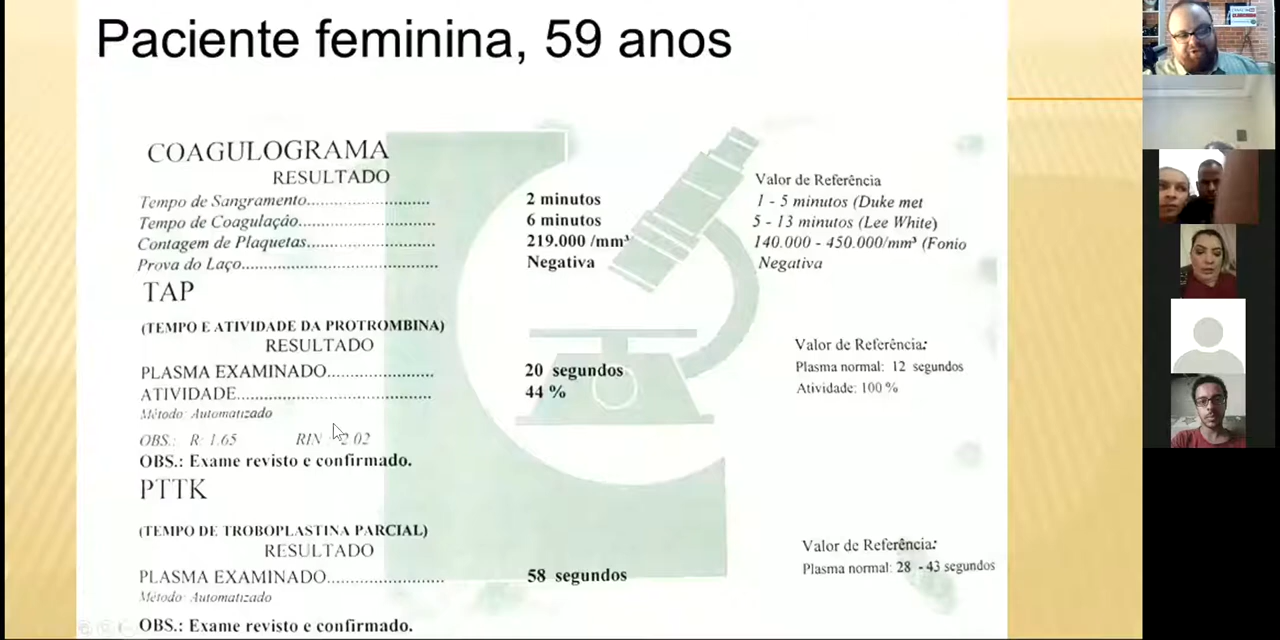 Paciente feminina, 59 anos
COAGULOGRAMA
RESULTADO
Valor de Referência
Tempo de Sangramento.............................. 2 minutos 1 - 5 minutos (Duke met
Tempo de Coagulação................................. 6 minutos 5 - 13 minutos (Lee White)
Contagem de Plaquetas............................... 219.000 /mm³ 140.000 - 450.000/mm³ (Fonio
Prova do Laço.............................................. Negativa Negativa
TAP
(TEMPO E ATIVIDADE DA PROTROMBINA)
RESULTADO Valor de Referência:
PLASMA EXAMINADO......................... 20 segundos Plasma normal: 12 segundos
ATIVIDADE............................................ 44 % Atividade: 100 %
Método: Automatizado
OBS.: R: 1.65 RIN 2.02
OBS.: Exame revisto e confirmado.
PTTK
(TEMPO DE TROBOPLASTINA PARCIAL)
RESULTADO Valor de Referência:
PLASMA EXAMINADO........................... 58 segundos Plasma normal: 28 - 43 segundos
Método: Automatizado
OBS.: Exame revisto e confirmado.